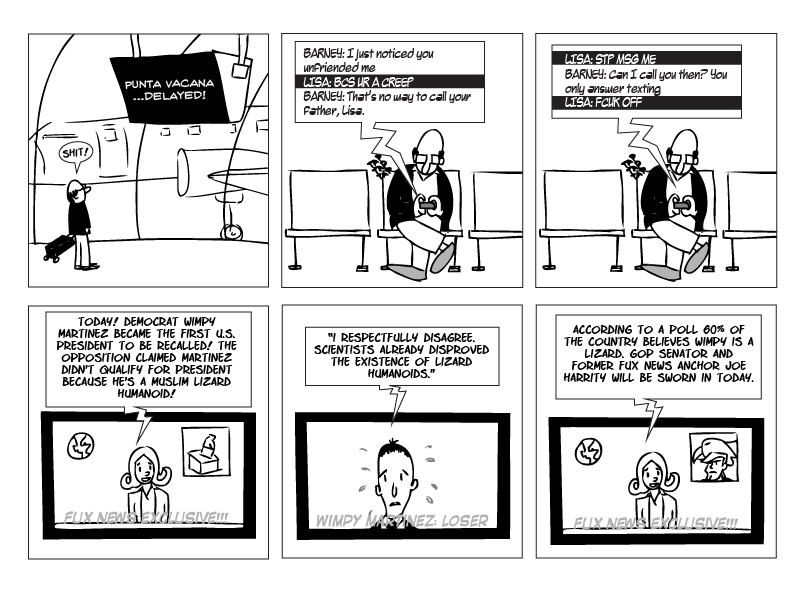 PUNTA VACANA
...DELAYED!
SHIT!
BARNEY: I just noticed you
unfriended me
LISA: BCS UR A CREEP
BARNEY: That's no way to call your
father, Lisa.
LISA: STP MSG ME
BARNEY: Can I call you then? You
only answer texting
LISA: FCUK OFF
TODAY! DEMOCRAT WIMPY
MARTINEZ BECAME THE FIRST U.S.
PRESIDENT TO BE RECALLED! THE
OPPOSITION CLAIMED MARTINEZ
DIDN'T QUALIFY FOR PRESIDENT
BECAUSE HE'S A MUSLIM LIZARD
HUMANOID!
FUX NEWS EXCLUSIVE!!!
"I RESPECTFULLY DISAGREE.
SCIENTISTS ALREADY DISPROVED
THE EXISTENCE OF LIZARD
HUMANOIDS."
WIMPY MARTINEZ: LOSER
ACCORDING TO A POLL 60% OF
THE COUNTRY BELIEVES WIMPY IS A
LIZARD. GOP SENATOR AND
FORMER FUX NEWS ANCHOR JOE
HARRITY WILL BE SWORN IN TODAY.
FUX NEWS EXCLUSIVE!!!